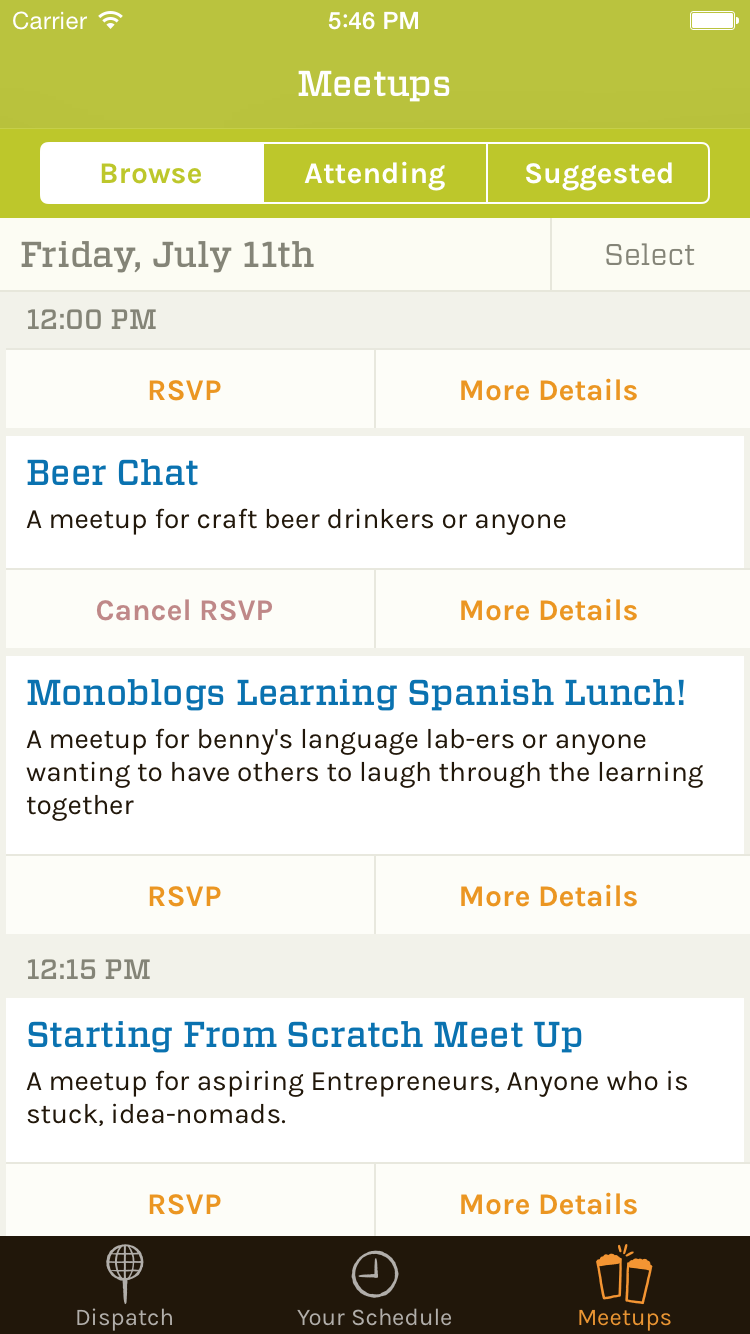 Carrier 5:46 PM
Meetups
Browse Attending Suggested
Friday, July 11th Select
12:00 PM
RSVP More Details
Beer Chat
A meetup for craft beer drinkers or anyone
Cancel RSVP More Details
Monoblogs Learning Spanish Lunch!
A meetup for benny's language lab-ers or anyone
wanting to have others to laugh through the learning
together
RSVP More Details
12:15 PM
Starting From Scratch Meet Up
A meetup for aspiring Entrepreneurs, Anyone who is
stuck, idea-nomads.
RSVP More Details
Dispatch Your Schedule Meetups